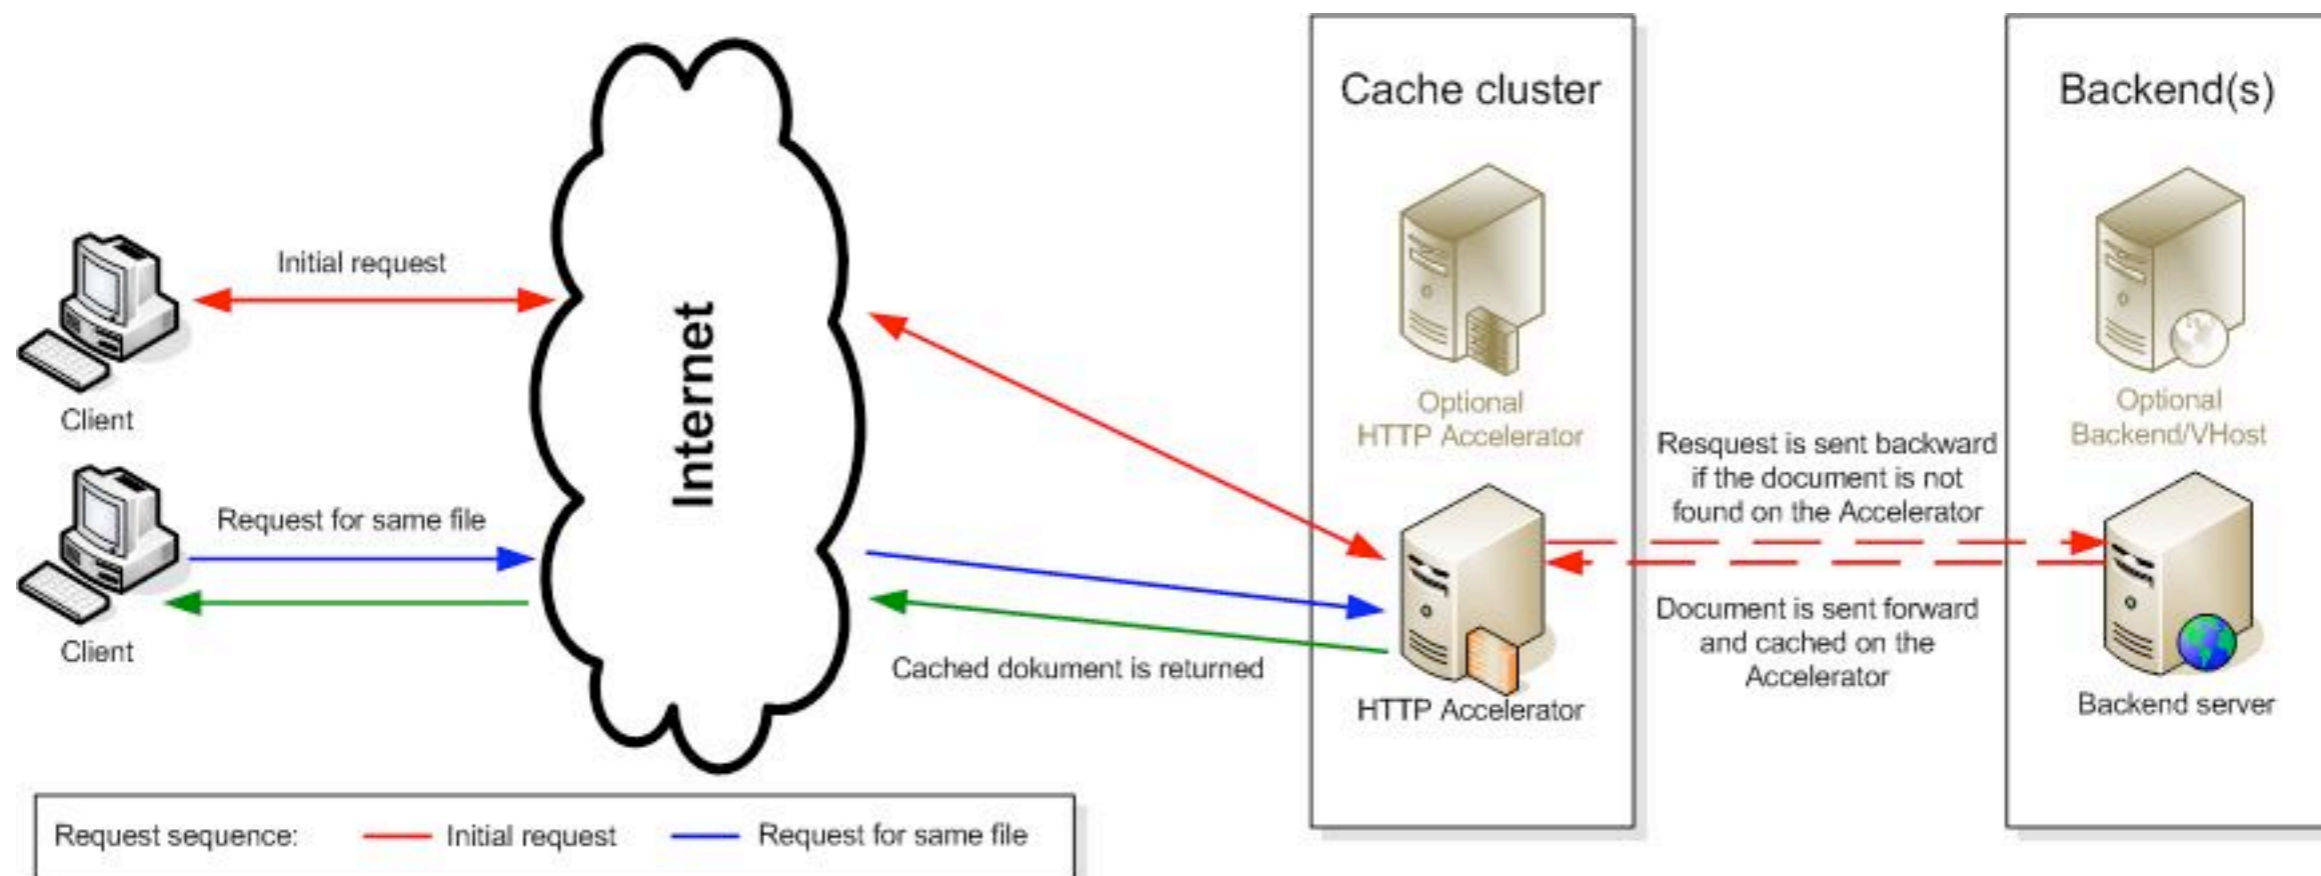 Cache cluster
Backend(s)
Initial request
Client
Internet
Optional
HTTP Accelerator
Optional
Backend/VHost
Resquest is sent backward
if the document is not
found on the Accelerator
Request for same file
Client
Cached dokument is returned
HTTP Accelerator
Document is sent forward
and cached on the
Accelerator
Backend server
Request sequence: Initial request Request for same file